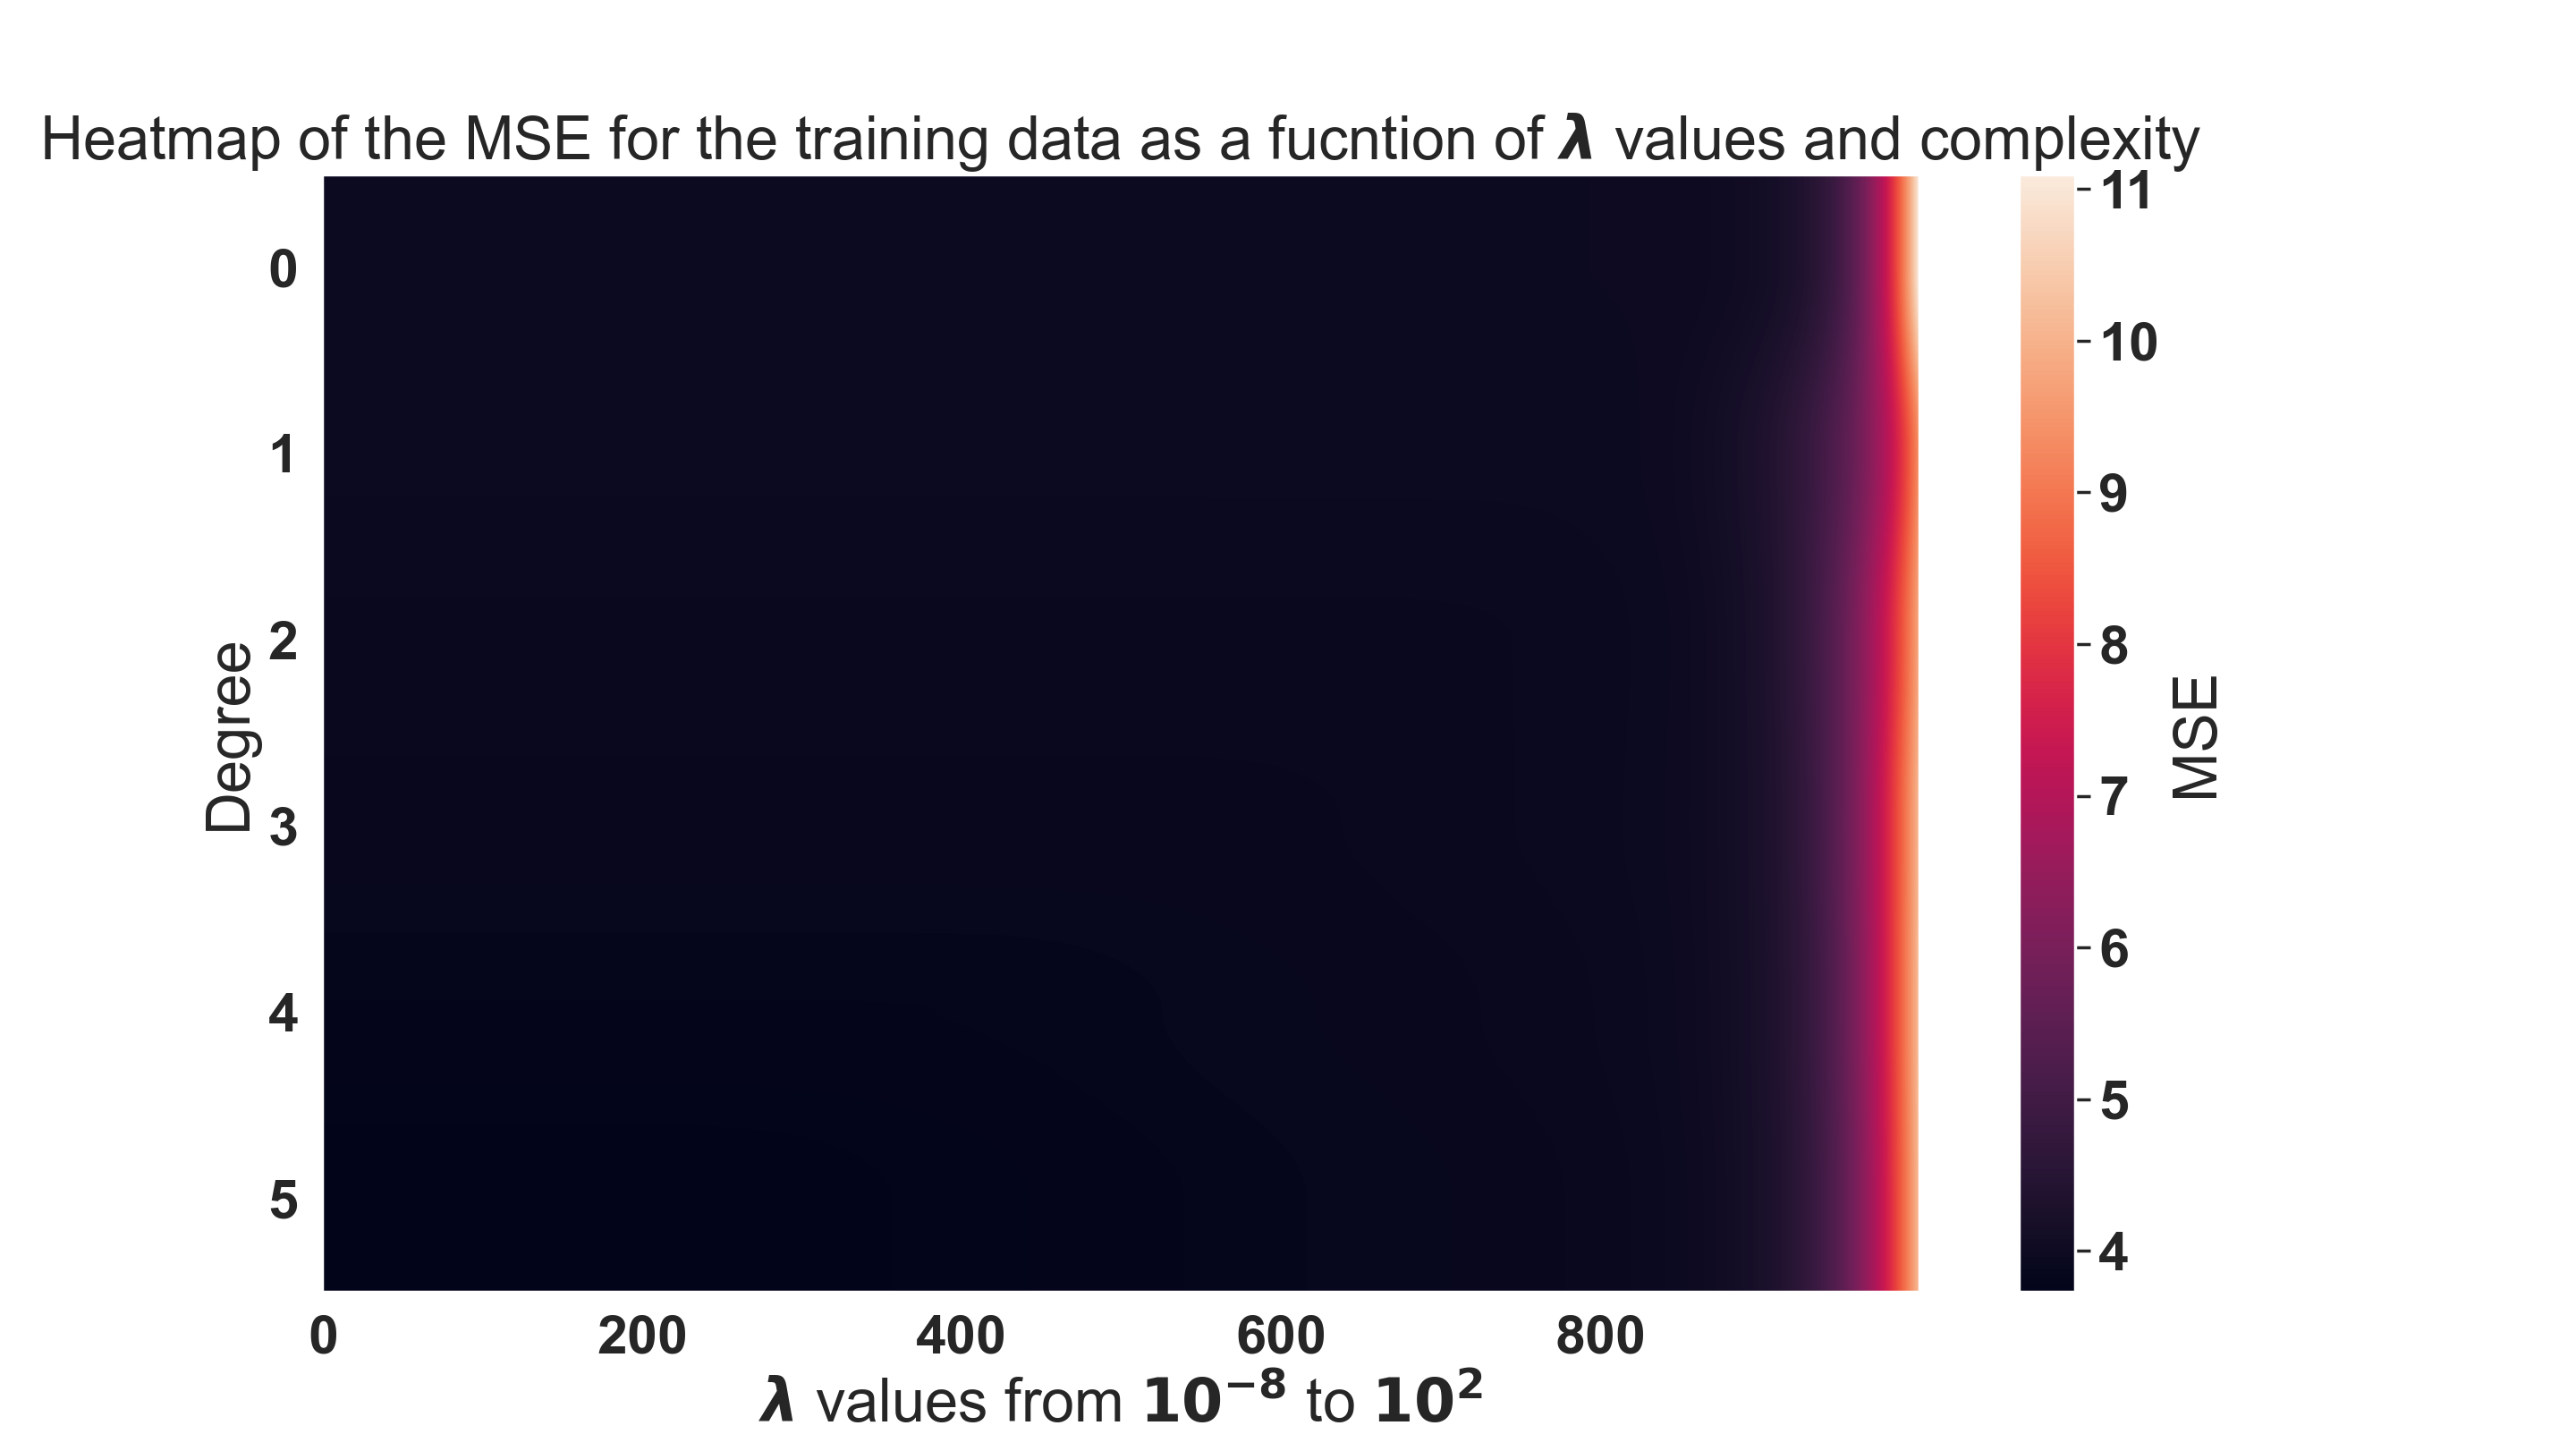 Heatmap of the MSE for the training data as a fucntion of λ values and complexity
0
1
2
3
4
5
Degree
0 200 400 600 800
λ values from 10⁻⁸ to 10²
11
10
9
8
7
6
5
4
MSE